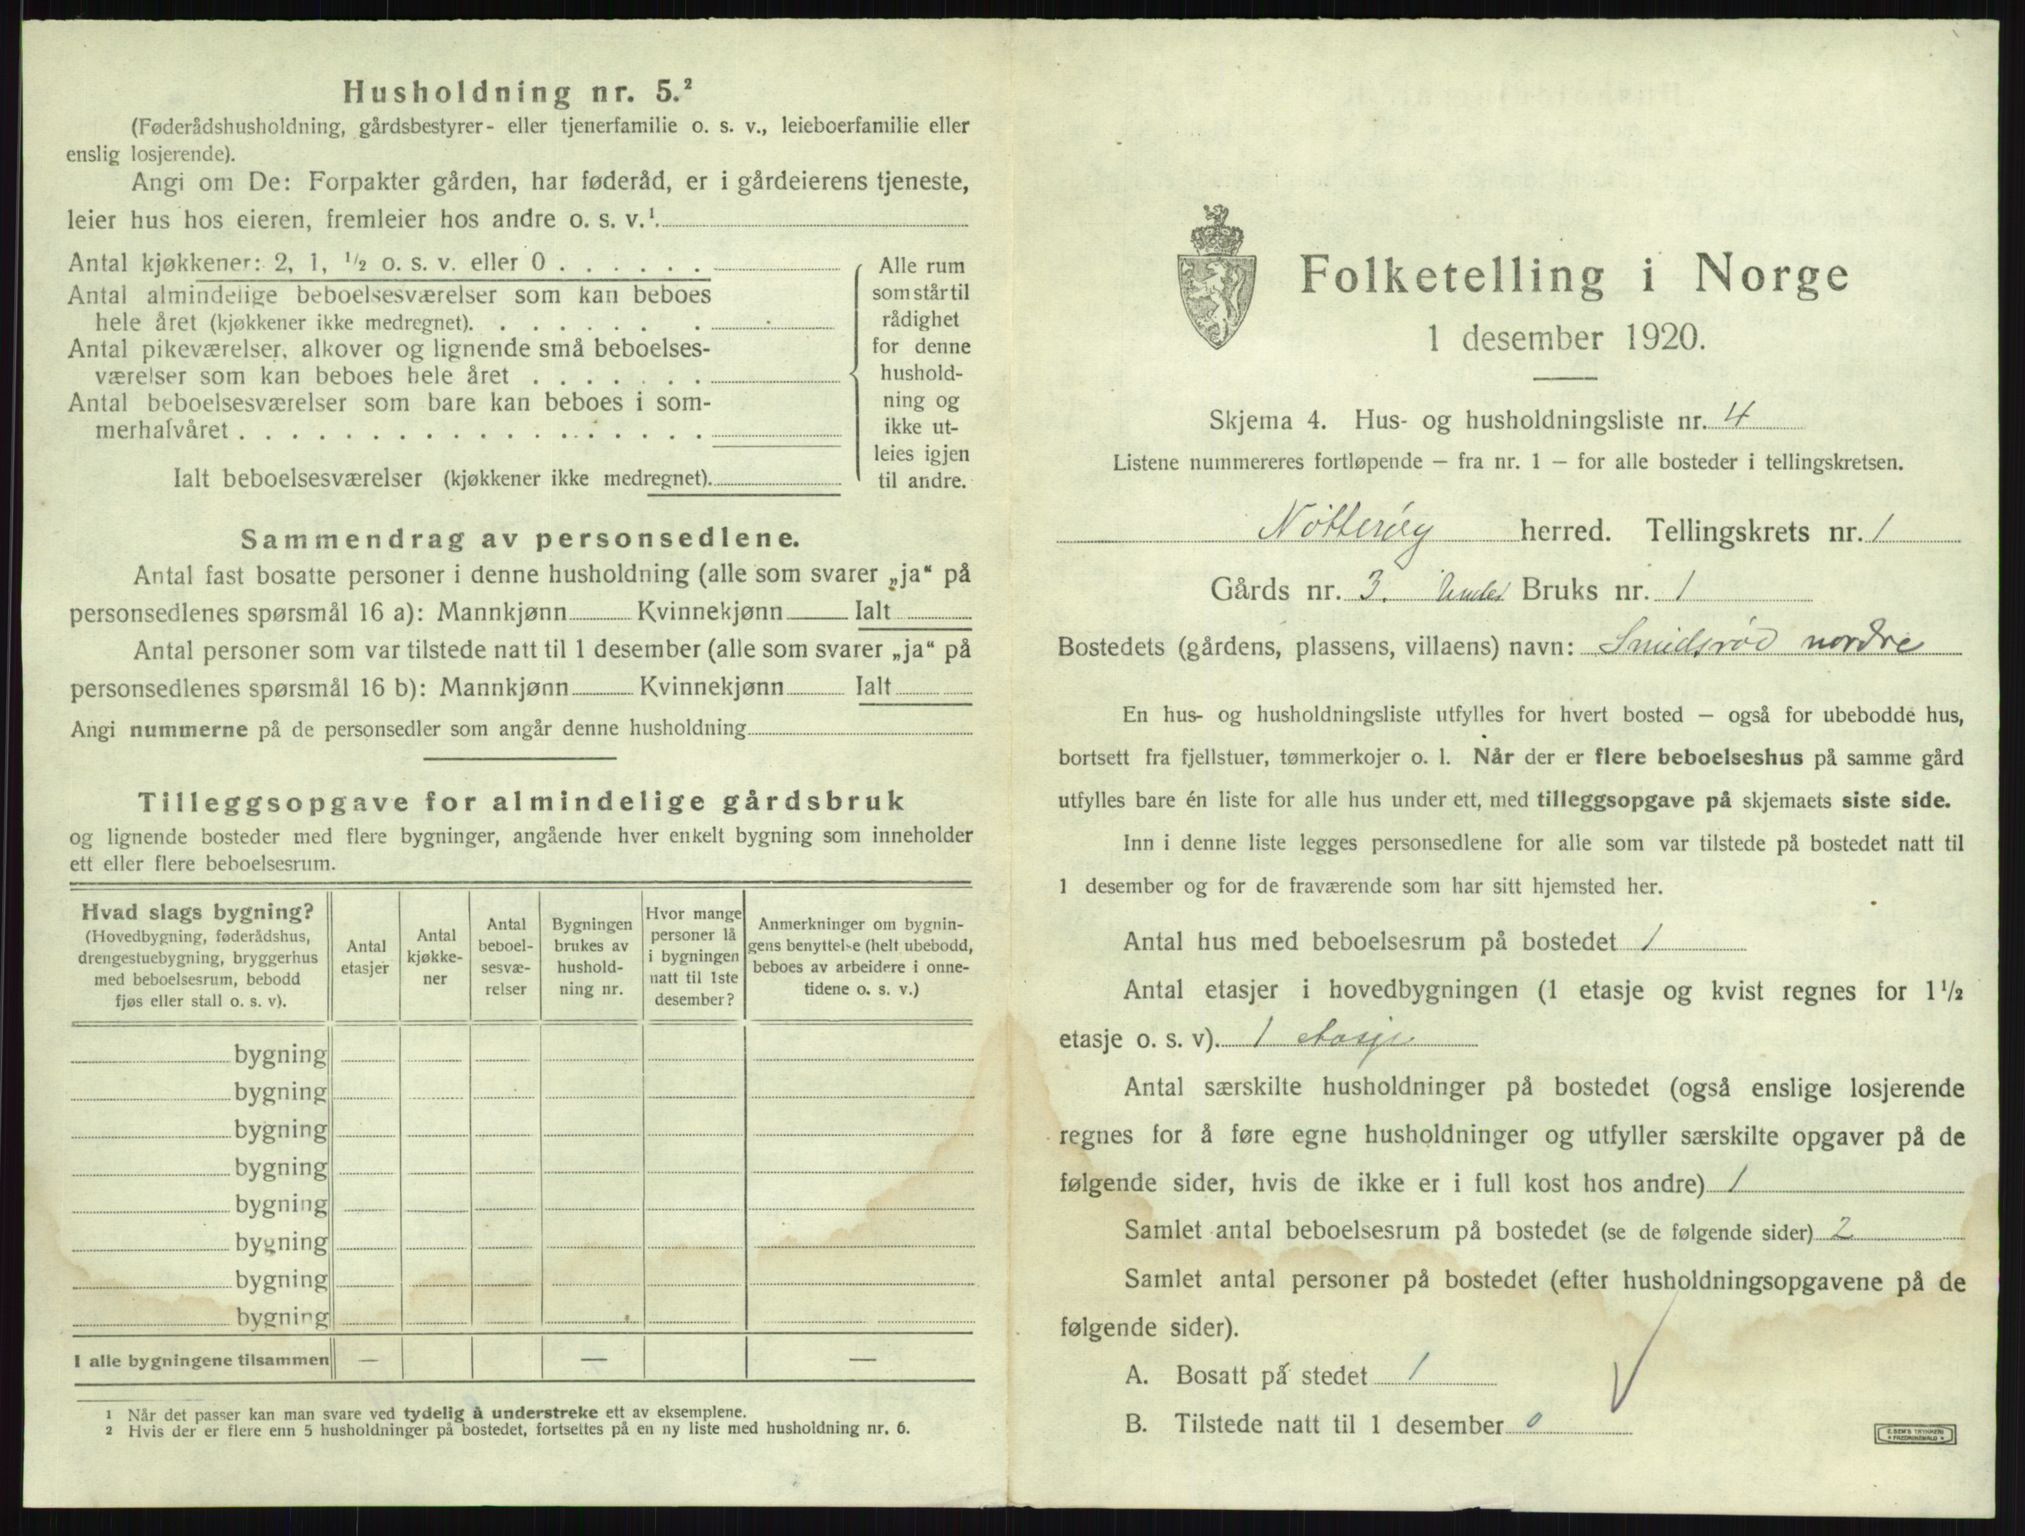 Husholdning nr. 5.²
(Føderådshusholdning, gårdsbestyrer- eller tjenerfamilie o. s. v., leieboerfamilie eller
enslig losjerende).
Angi om De: Forpakter gården, har føderåd, er i gårdeierens tjeneste,
leier hus hos eieren, fremleier hos andre o. s. v.¹.
Antal kjøkkener: 2, 1, ½ o. s. v. eller 0 . . . . . .
Antal almindelige beboelsesværelser som kan beboes
hele året (kjøkkener ikke medregnet). . . . . . . .
Antal pikeværelser, alkover og lignende små beboelses-
værelser som kan beboes hele året . . . . . . .
Antal beboelsesværelser som bare kan beboes i som-
merhalvåret . . . . . . . . . . . . . . . . . .
Ialt beboelsesværelser (kjøkkener ikke medregnet).
Alle rum
som står til
rådighet
for denne
hushold-
ning og
ikke ut-
leies igjen
til andre.
Sammendrag av personsedlene.
Antal fast bosatte personer i denne husholdning (alle som svarer „ja“ på
personsedlenes spørsmål 16 a): Mannkjønn Kvinnekjønn Ialt
Antal personer som var tilstede natt til 1 desember (alle som svarer „ja“ på
personsedlenes spørsmål 16 b): Mannkjønn Kvinnekjønn Ialt
Angi nummerne på de personsedler som angår denne husholdning
Tilleggsopgave for almindelige gårdsbruk
og lignende bosteder med flere bygninger, angående hver enkelt bygning som inneholder
ett eller flere beboelsesrum.
Hvad slags bygning?
(Hovedbygning, føderådshus,
drengestuebygning, bryggerhus
med beboelsesrum, bebodd
fjøs eller stall o. s. v).
Antal
etasjer
Antal
kjøkke-
ner
Antal
beboel-
sesvæ-
relser
Bygningen
brukes av
hushold-
ning nr.
Hvor mange
personer lå
i bygningen
natt til 1ste
desember?
Anmerkninger om bygnin-
gens benyttelse (helt ubebodd,
beboes av arbeidere i onne-
tidene o. s. v.)
bygning
bygning
bygning
bygning
bygning
bygning
bygning
bygning
I alle bygningene tilsammen — — —
1 Når det passer kan man svare ved tydelig å understreke ett av eksemplene.
2 Hvis der er flere enn 5 husholdninger på bostedet, fortsettes på en ny liste med husholdning nr. 6.
Folketelling i Norge
1 desember 1920.
Skjema 4. Hus- og husholdningsliste nr. 4
Listene nummereres fortløpende — fra nr. 1 — for alle bosteder i tellingskretsen.
Nötteröy herred. Tellingskrets nr. 1
Gårds nr. 3. Under Bruks nr. 1
Bostedets (gårdens, plassens, villaens) navn: Smidsrød nordre
En hus- og husholdningsliste utfylles for hvert bosted — også for ubebodde hus,
bortsett fra fjellstuer, tømmerkojer o. l. Når der er flere beboelseshus på samme gård
utfylles bare én liste for alle hus under ett, med tilleggsopgave på skjemaets siste side.
Inn i denne liste legges personsedlene for alle som var tilstede på bostedet natt til
1 desember og for de fraværende som har sitt hjemsted her.
Antal hus med beboelsesrum på bostedet 1
Antal etasjer i hovedbygningen (1 etasje og kvist regnes for 1½
etasje o. s. v). 1 etasje
Antal særskilte husholdninger på bostedet (også enslige losjerende
regnes for å føre egne husholdninger og utfyller særskilte opgaver på de
følgende sider, hvis de ikke er i full kost hos andre) 1
Samlet antal beboelsesrum på bostedet (se de følgende sider) 2
Samlet antal personer på bostedet (efter husholdningsopgavene på de
følgende sider).
A. Bosatt på stedet 1
B. Tilstede natt til 1 desember 0